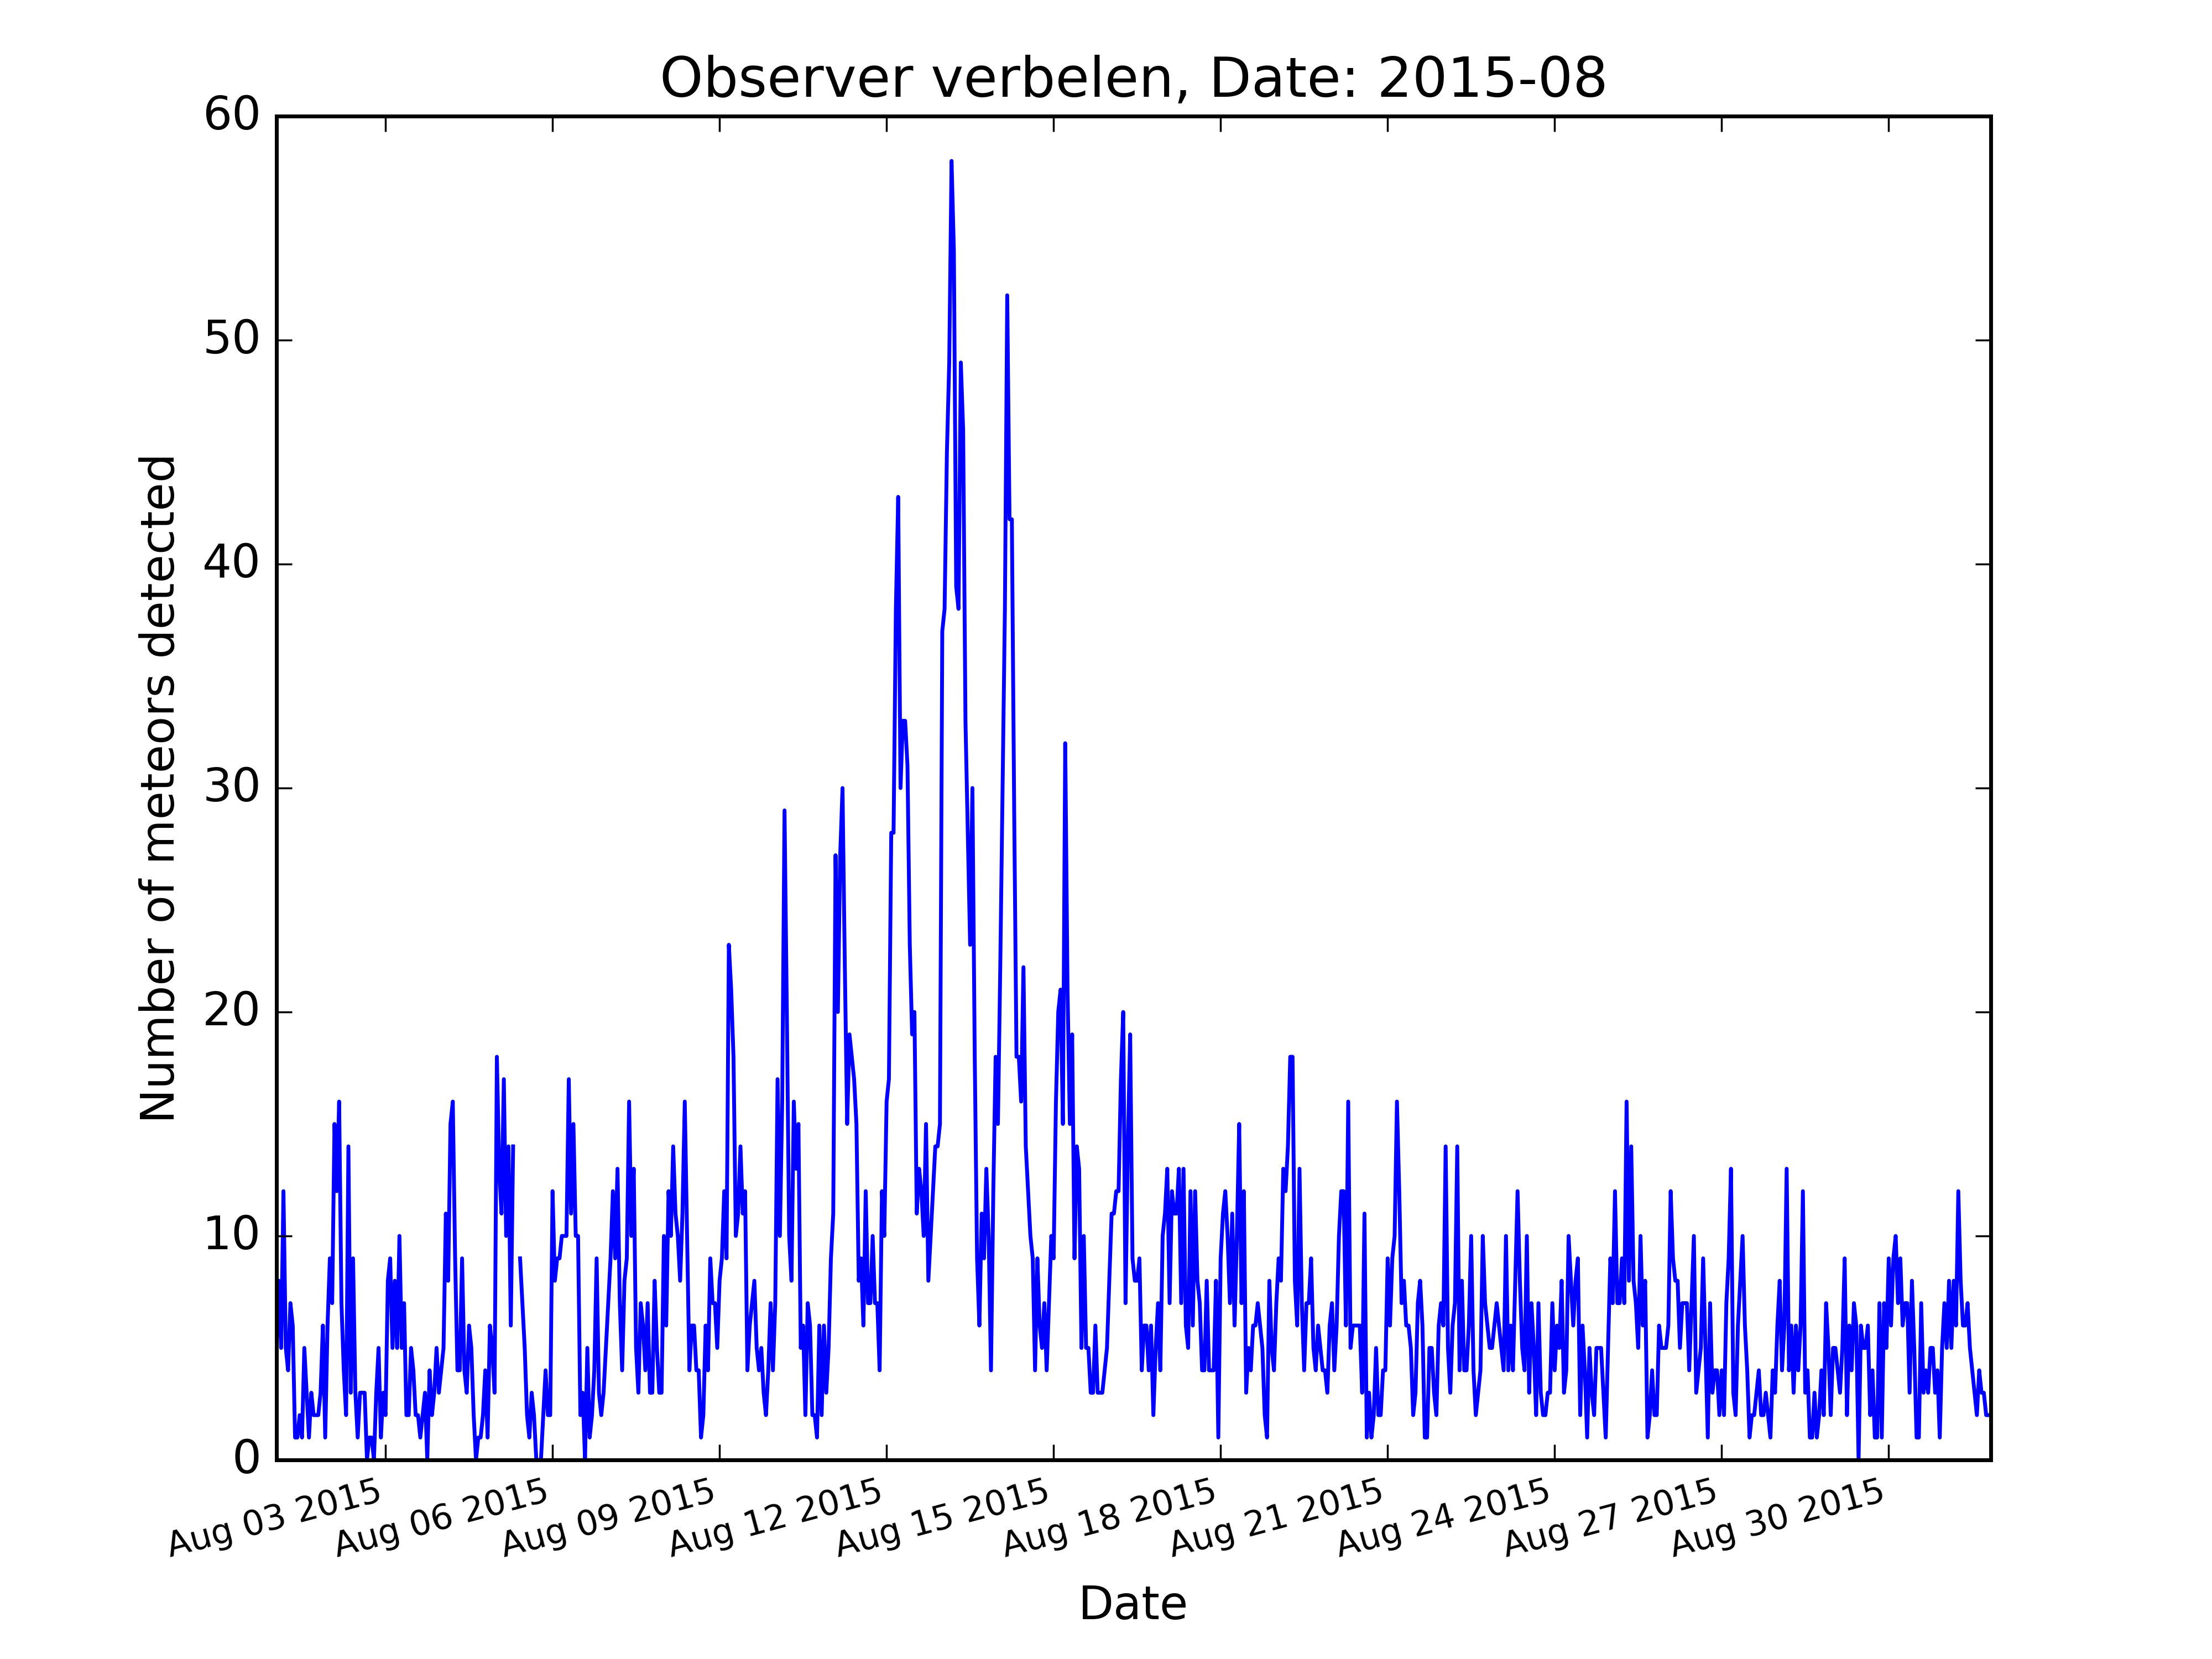 Observer verbelen, Date: 2015-08
60
50
40
30
20
10
0
Number of meteors detected
Aug 03 2015
Aug 06 2015
Aug 09 2015
Aug 12 2015
Aug 15 2015
Aug 18 2015
Aug 21 2015
Aug 24 2015
Aug 27 2015
Aug 30 2015
Date